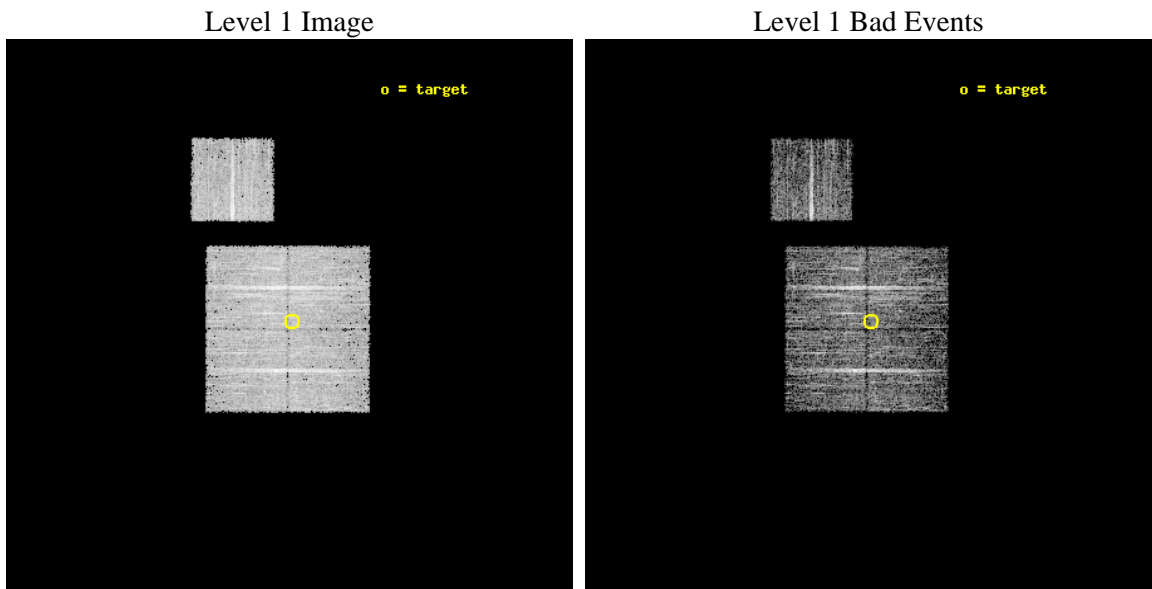 Level 1 Image
Level 1 Bad Events
o = target
o = target